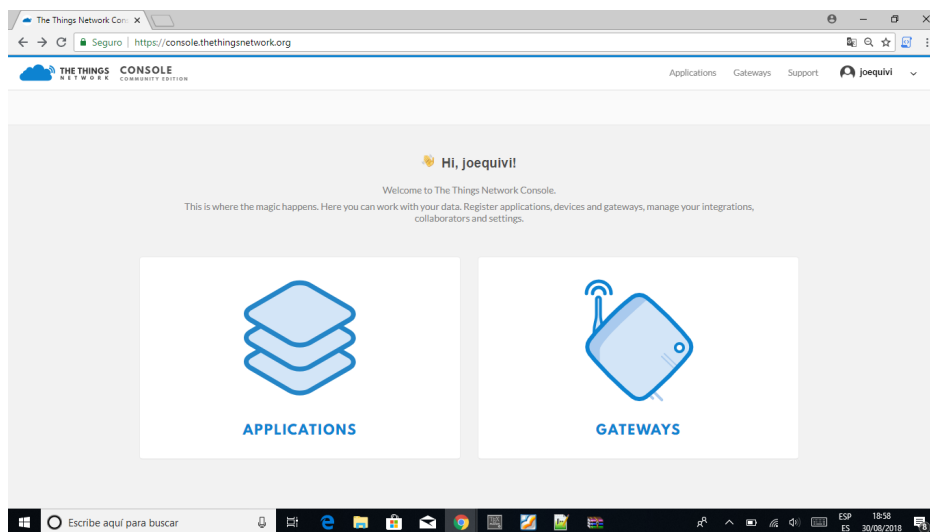 The Things Network Con
Seguro | https://console.thethingsnetwork.org
THE THINGS NETWORK CONSOLE COMMUNITY EDITION
Applications Gateways Support joequivi
Hi, joequivi!
Welcome to The Things Network Console.
This is where the magic happens. Here you can work with your data. Register applications, devices and gateways, manage your integrations,
collaborators and settings.
APPLICATIONS GATEWAYS
Escribe aquí para buscar
ESP 18:58
ES 30/08/2018
8